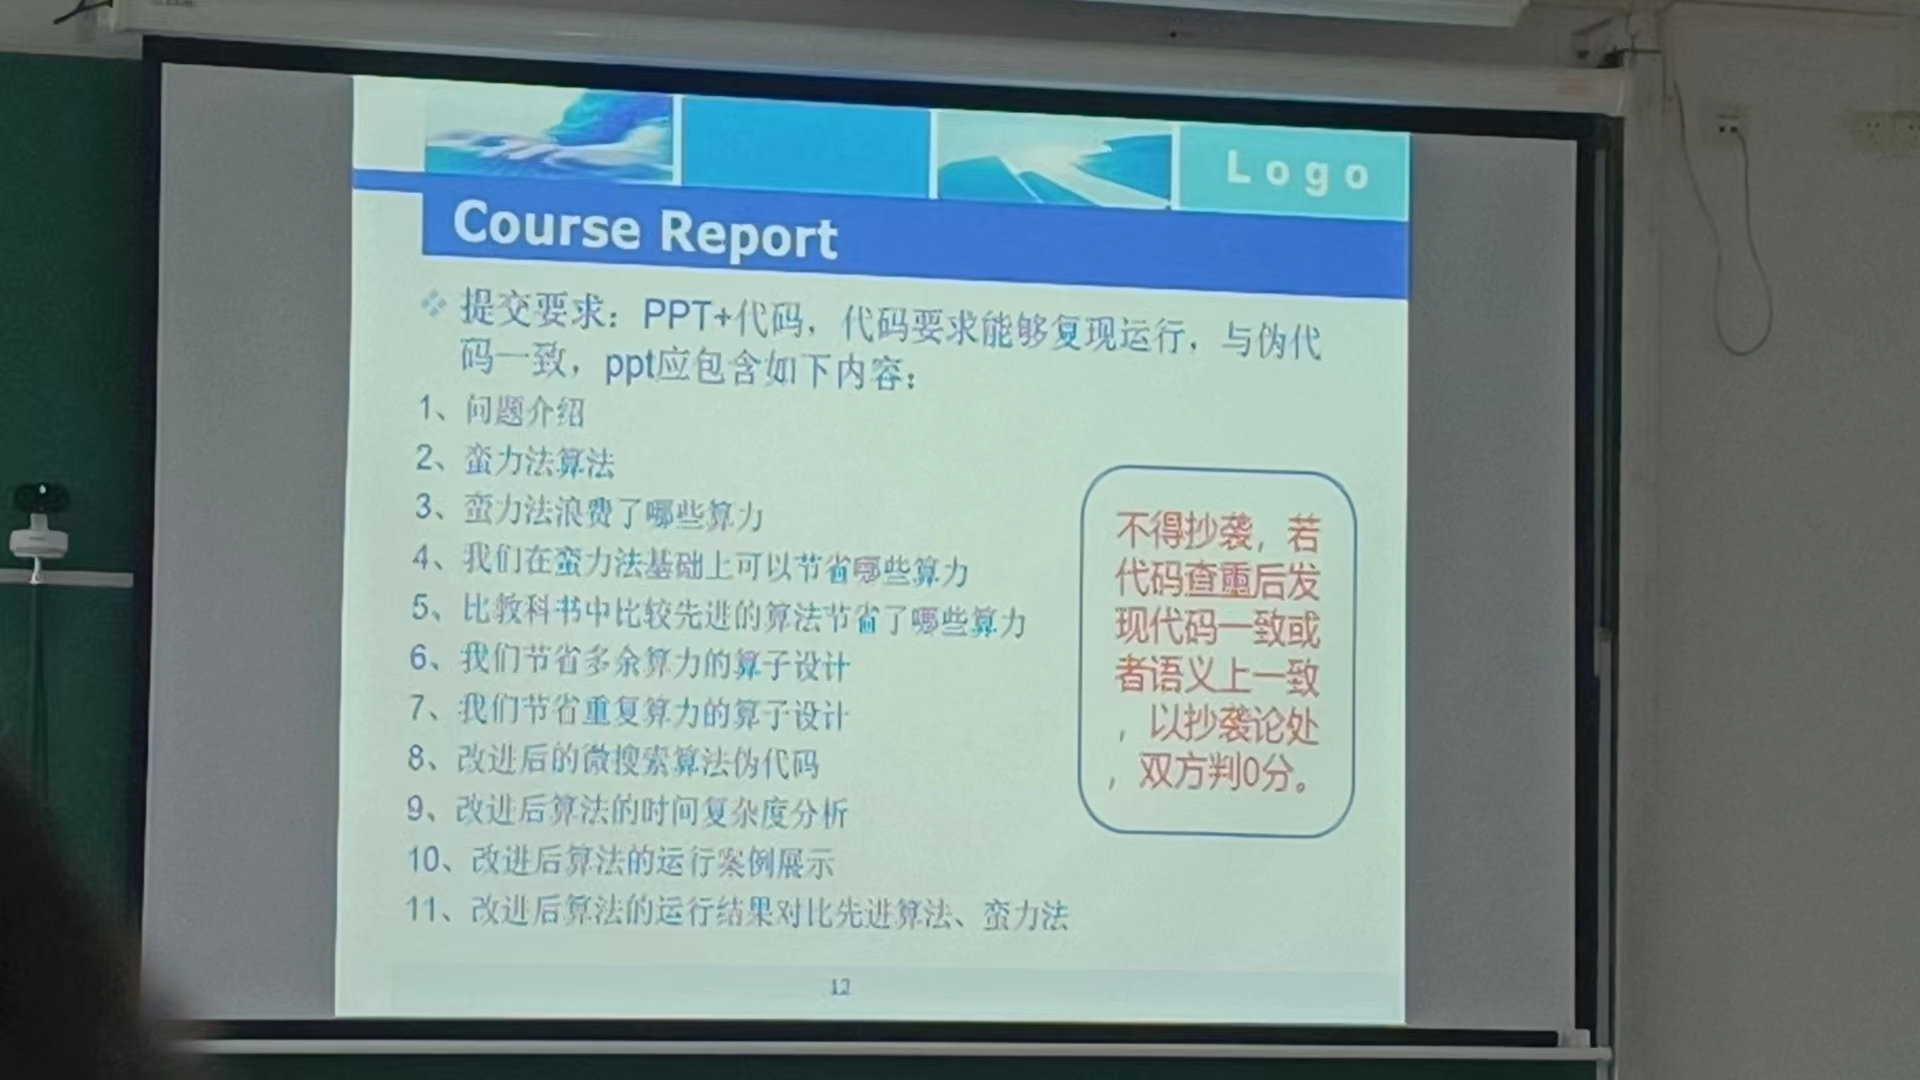 Logo
Course Report
提交要求：PPT+代码，代码要求能够复现运行，与伪代
码一致，ppt应包含如下内容：
1、问题介绍
2、蛮力法算法
3、蛮力法浪费了哪些算力
4、我们在蛮力法基础上可以节省哪些算力
5、比教科书中比较先进的算法节省了哪些算力
6、我们节省多余算力的算子设计
7、我们节省重复算力的算子设计
8、改进后的微搜索算法伪代码
9、改进后算法的时间复杂度分析
10、改进后算法的运行案例展示
11、改进后算法的运行结果对比先进算法、蛮力法
不得抄袭，若
代码查重后发
现代码一致或
者语义上一致
，以抄袭论处
，双方判0分。
12